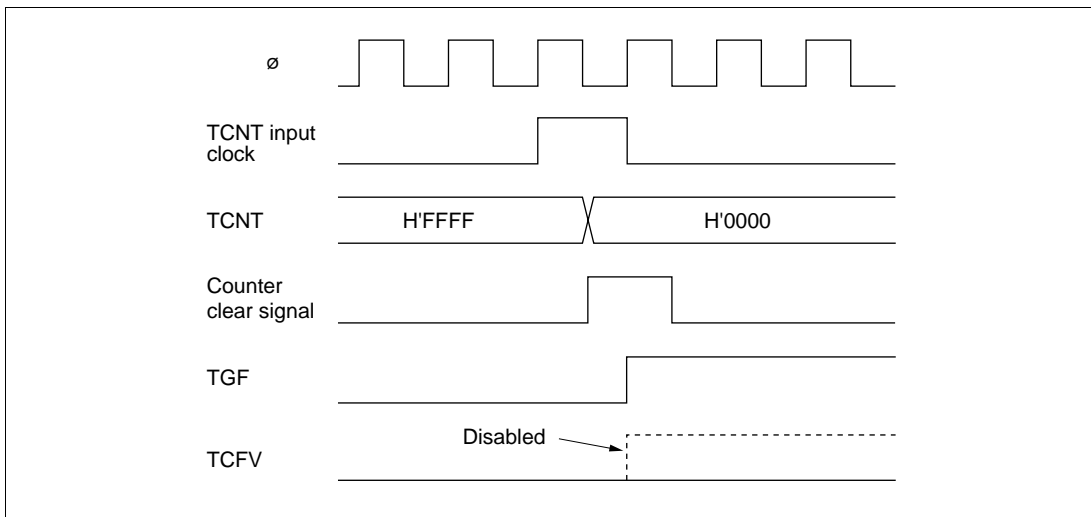 ø
TCNT input
clock
TCNT
H'FFFF
H'0000
Counter
clear signal
TGF
Disabled
TCFV